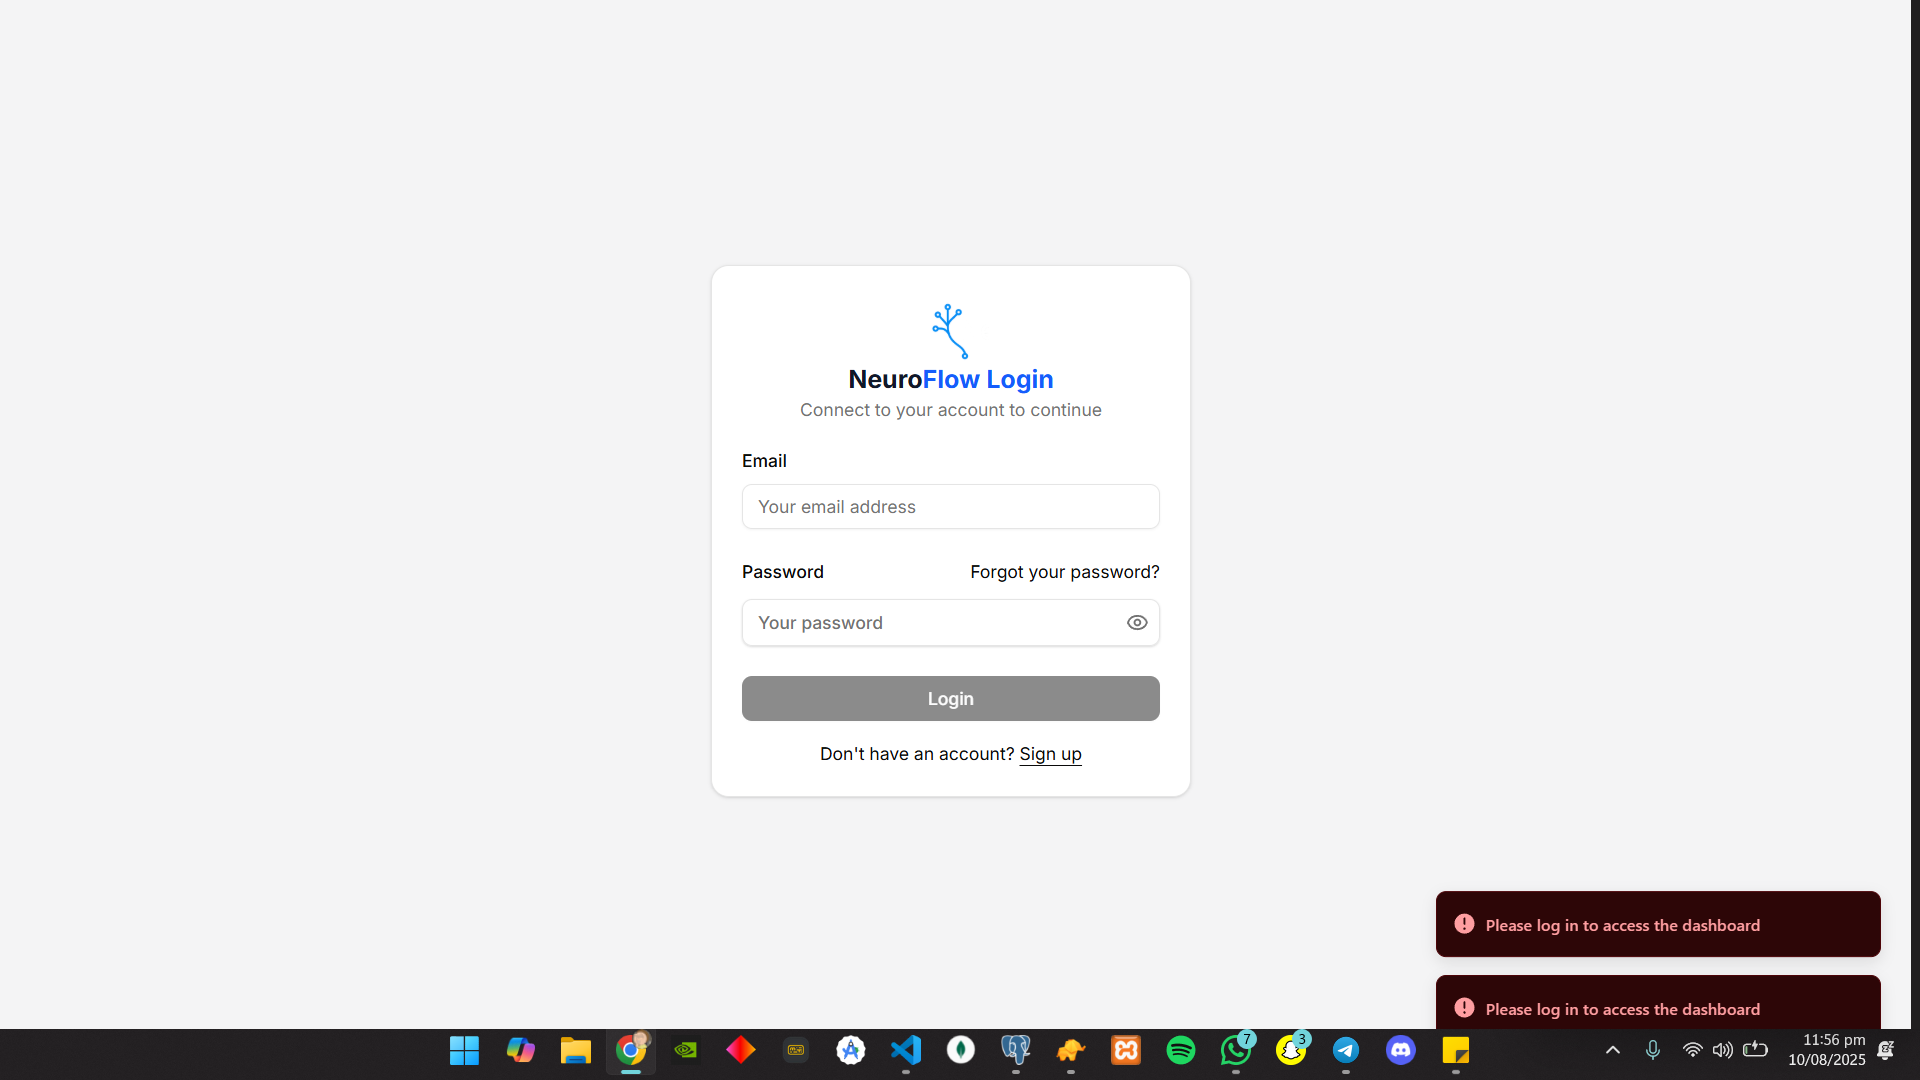 NeuroFlow Login
Connect to your account to continue
Email
Your email address
Password Forgot your password?
Your password
Login
Don't have an account? Sign up
Please log in to access the dashboard
Please log in to access the dashboard
7
3
11:56 pm
10/08/2025